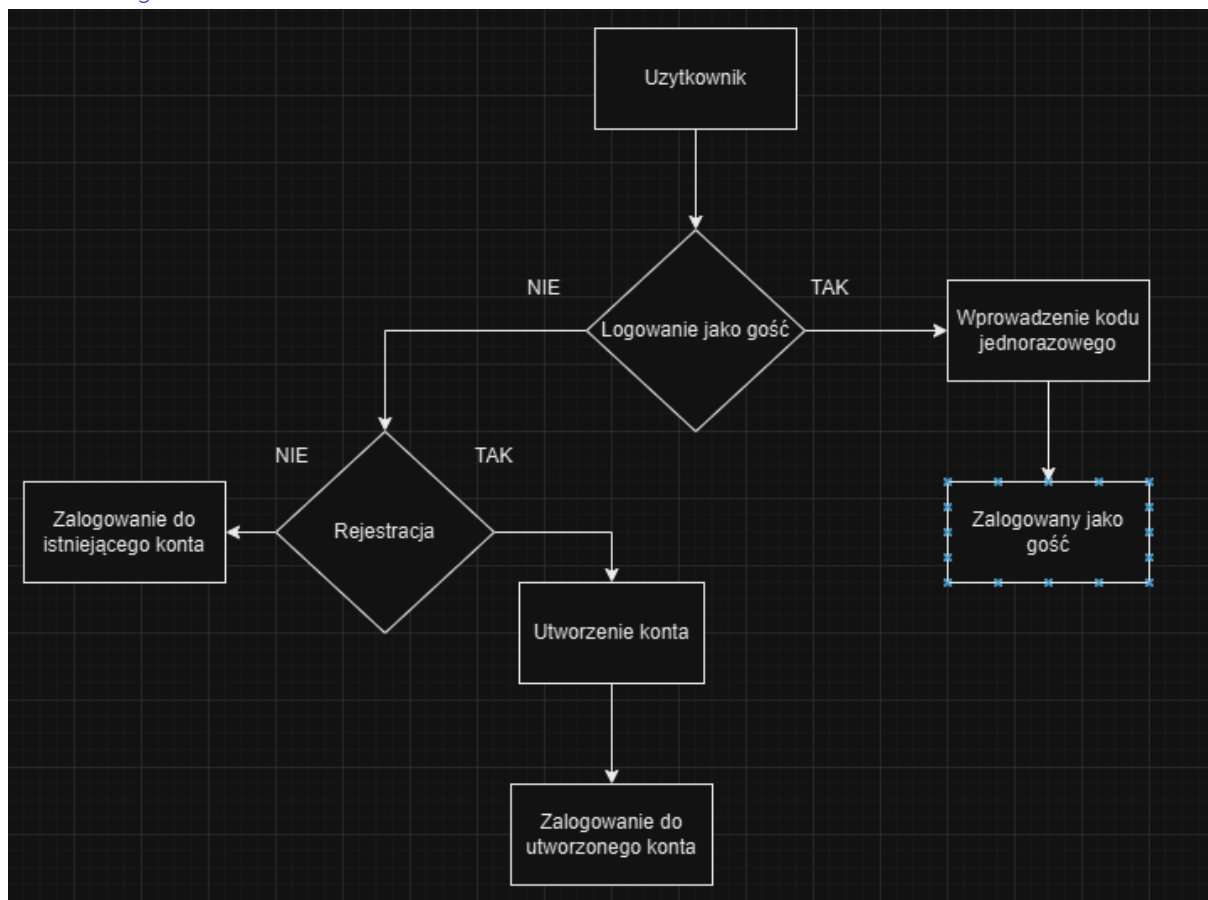 Uzytkownik
NIE
TAK
Logowanie jako gość
Wprowadzenie kodu
jednorazowego
NIE
TAK
Zalogowanie do
istniejącego konta
Rejestracja
Zalogowany jako
gość
Utworzenie konta
Zalogowanie do
utworzonego konta